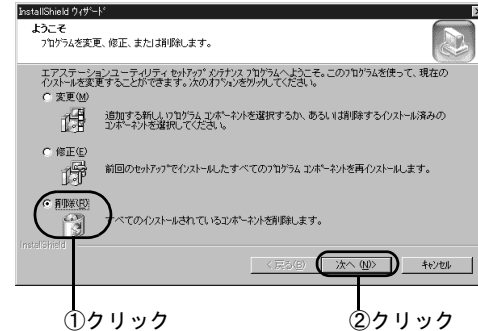 InstallShield ウィザード
ようこそ
プログラムを変更、修正、または削除します。
エアステーションユーティリティ セットアップ メンテナンス プログラムへようこそ。このプログラムを使って、現在の
インストールを変更することができます。次のオプションをクリックしてください。
変更(M)
追加する新しいプログラム コンポーネントを選択するか、あるいは削除するインストール済みの
コンポーネントを選択してください。
修正(E)
前回のセットアップでインストールしたすべてのプログラム コンポーネントを再インストールします。
削除(R)
すべてのインストールされているコンポーネントを削除します。
InstallShield
< 戻る(B)
次へ (N)>
キャンセル
①クリック
②クリック